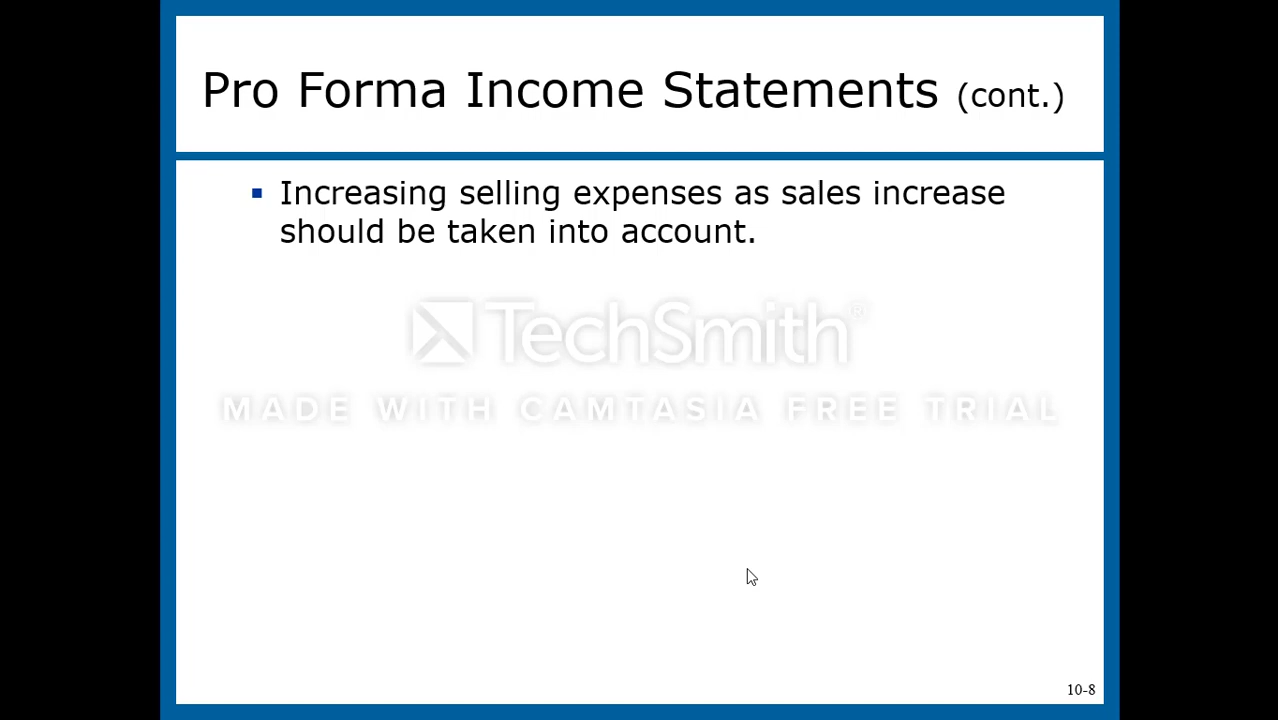 Pro Forma Income Statements (cont.)
▪ Increasing selling expenses as sales increase
should be taken into account.
TechSmith®
MADE WITH CAMTASIA FREE TRIAL
10-8